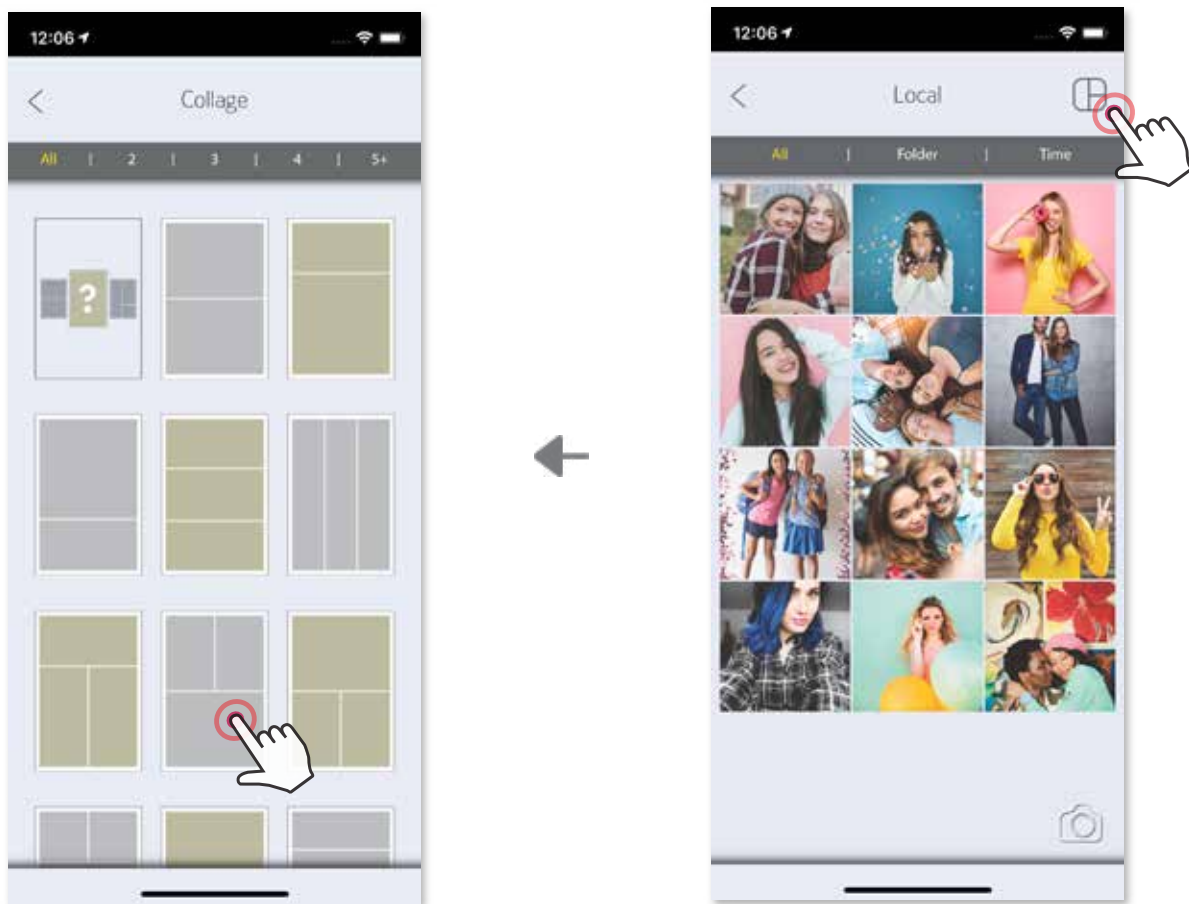 12:06
Collage
All | 2 | 3 | 4 | 5+
?
12:06
Local
All | Folder | Time